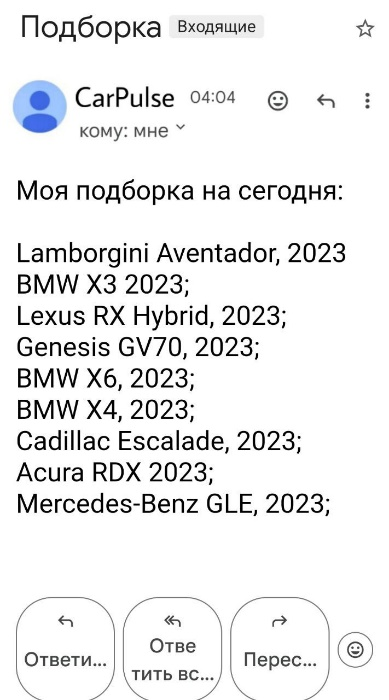 Подборка Входящие
CarPulse 04:04
кому: мне
Моя подборка на сегодня:
Lamborgini Aventador, 2023
BMW X3 2023;
Lexus RX Hybrid, 2023;
Genesis GV70, 2023;
BMW X6, 2023;
BMW X4, 2023;
Cadillac Escalade, 2023;
Acura RDX 2023;
Mercedes-Benz GLE, 2023;
Ответи...
Отве
тить вс...
Перес...